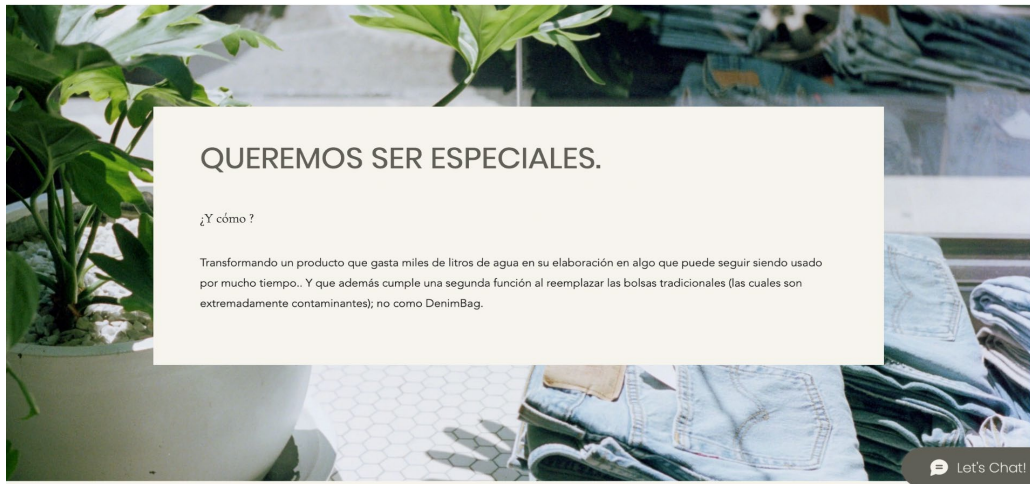 QUEREMOS SER ESPECIALES.
¿Y cómo ?
Transformando un producto que gasta miles de litros de agua en su elaboración en algo que puede seguir siendo usado
por mucho tiempo.. Y que además cumple una segunda función al reemplazar las bolsas tradicionales (las cuales son
extremadamente contaminantes); no como DenimBag.
Let's Chat!